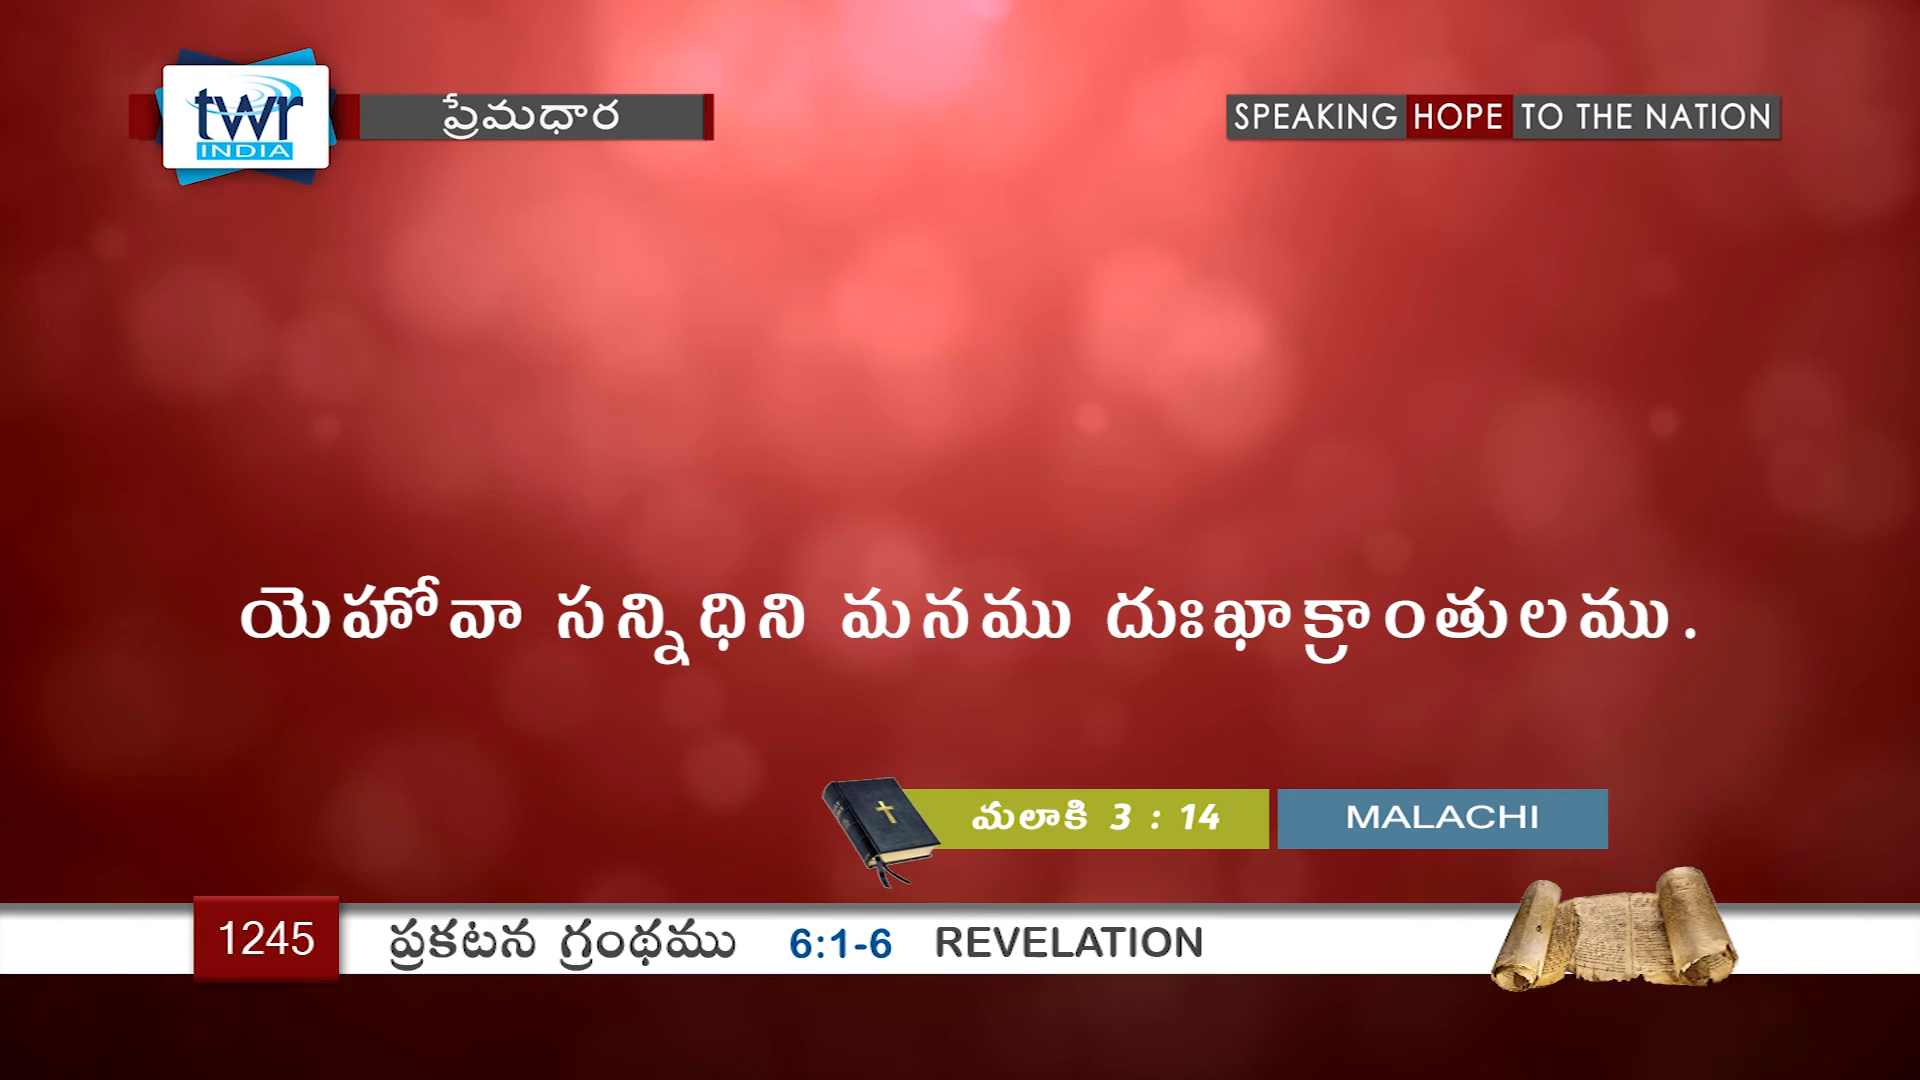 twr
INDIA
ప్రేమధార
SPEAKING HOPE TO THE NATION
యెహోవా సన్నిధిని మనము దుఃఖాక్రాంతులము.
మలాకి 3 : 14
MALACHI
1245
ప్రకటన గ్రంథము 6:1-6 REVELATION